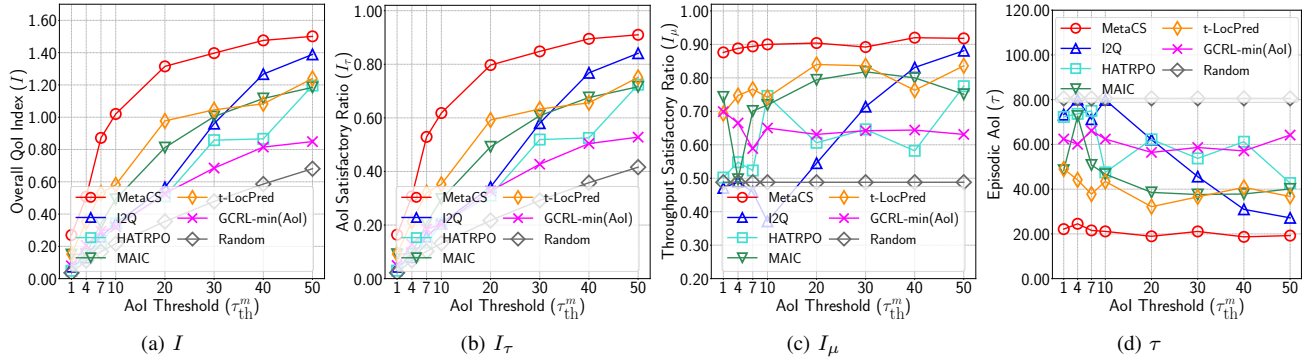 Overall QoI Index (I)
1.60
1.40
1.20
1.00
0.80
0.60
0.40
0.20
0.00
MetaCS
I2Q
HATRPO
MAIC
t-LocPred
GCRL-min(AoI)
Random
1 4 7 10 20 30 40 50
AoI Threshold (τ_th^m)
(a) I
AoI Satisfactory Ratio (I_τ)
1.0
0.8
0.6
0.4
0.2
0.0
MetaCS
I2Q
HATRPO
MAIC
t-LocPred
GCRL-min(AoI)
Random
1 4 7 10 20 30 40 50
AoI Threshold (τ_th^m)
(b) I_τ
Throughput Satisfactory Ratio (I_μ)
1.00
0.90
0.80
0.70
0.60
0.50
0.40
0.30
0.20
MetaCS
I2Q
HATRPO
MAIC
t-LocPred
GCRL-min(AoI)
Random
1 4 7 10 20 30 40 50
AoI Threshold (τ_th^m)
(c) I_μ
Episodic AoI (τ)
120.00
100.00
80.00
60.00
40.00
20.00
0.00
MetaCS
I2Q
HATRPO
MAIC
t-LocPred
GCRL-min(AoI)
Random
1 4 7 10 20 30 40 50
AoI Threshold (τ_th^m)
(d) τ